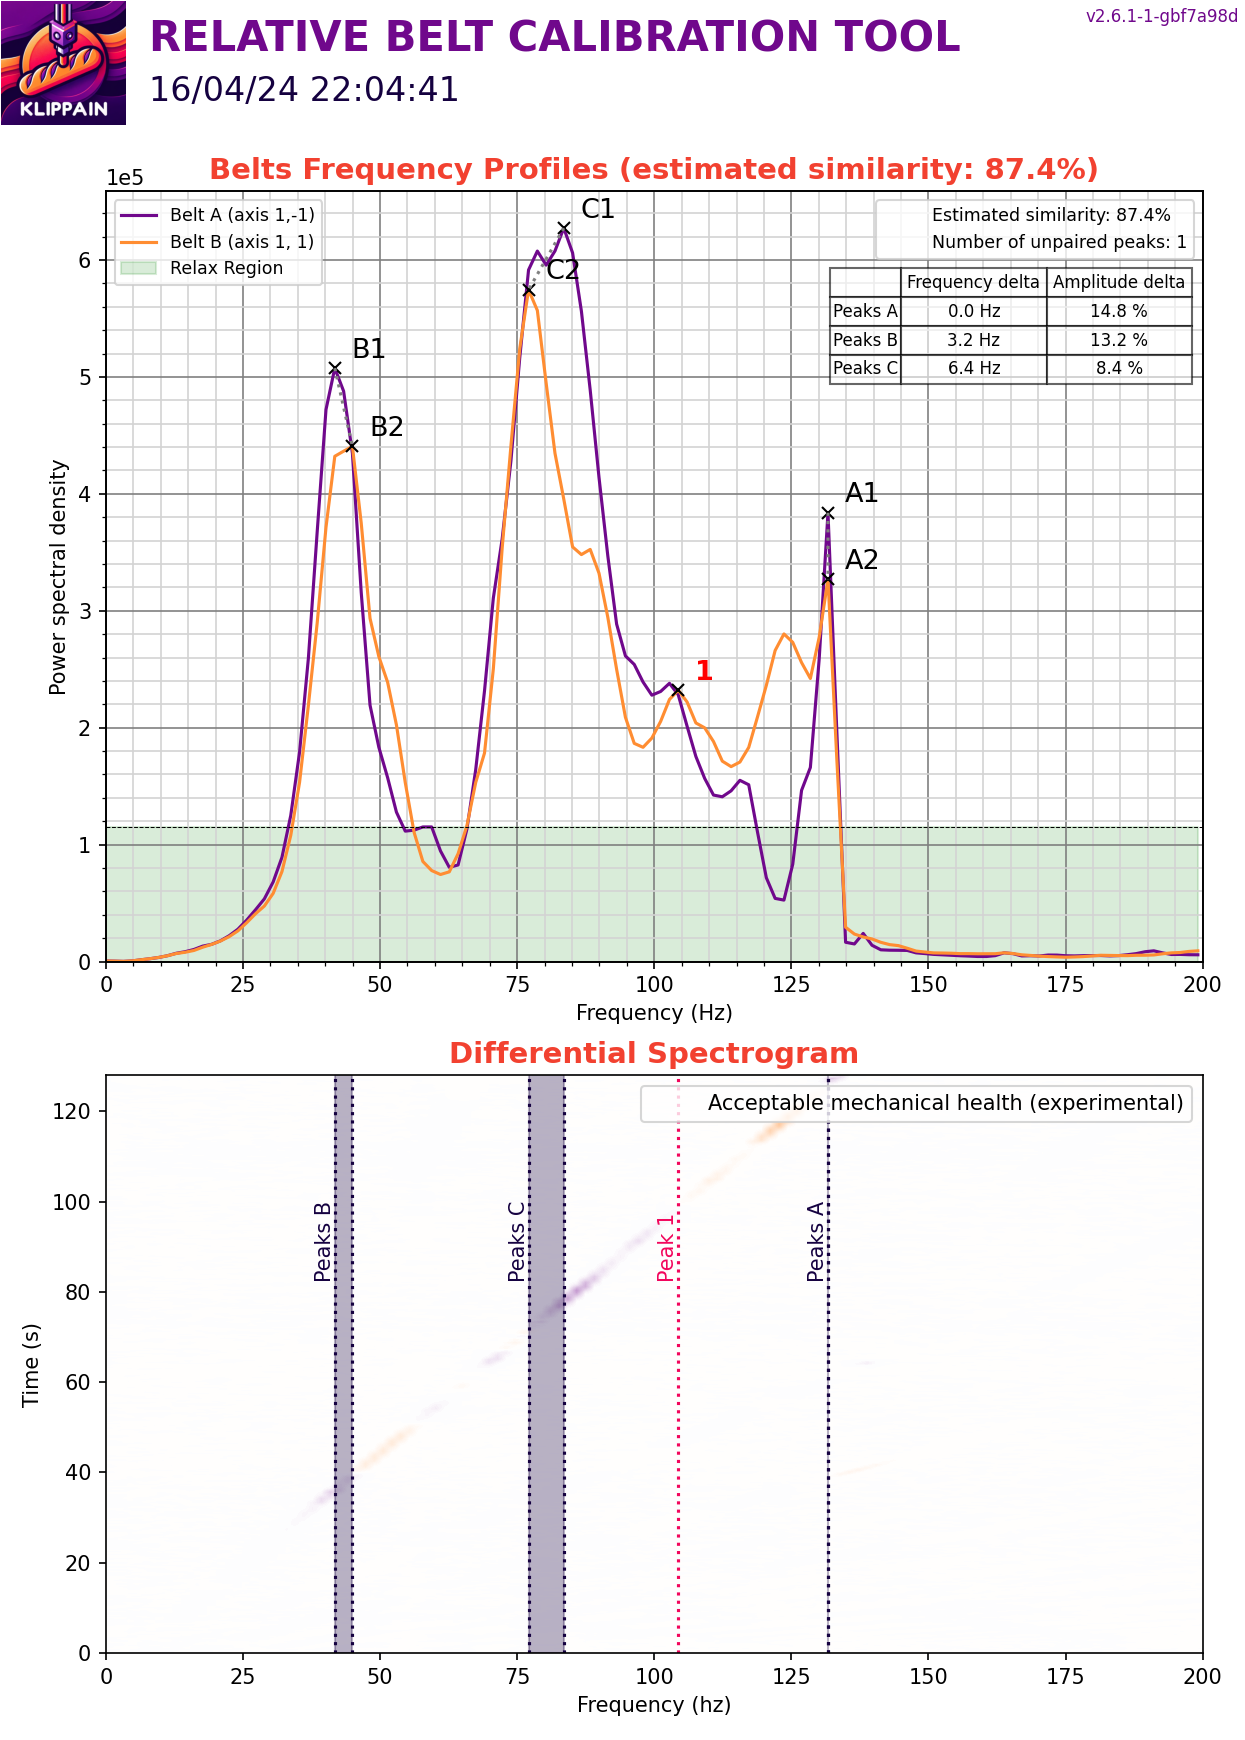 v2.6.1-1-gbf7a98d
RELATIVE BELT CALIBRATION TOOL
16/04/24 22:04:41
KLIPPAIN
Belts Frequency Profiles (estimated similarity: 87.4%)
1e5
Belt A (axis 1,-1)
Belt B (axis 1, 1)
Relax Region
Estimated similarity: 87.4%
Number of unpaired peaks: 1
Frequency delta Amplitude delta
Peaks A 0.0 Hz 14.8 %
Peaks B 3.2 Hz 13.2 %
Peaks C 6.4 Hz 8.4 %
C1
C2
B1
B2
A1
A2
1
Power spectral density
6
5
4
3
2
1
0
0 25 50 75 100 125 150 175 200
Frequency (Hz)
Differential Spectrogram
Acceptable mechanical health (experimental)
Peaks B
Peaks C
Peak 1
Peaks A
Time (s)
120
100
80
60
40
20
0
0 25 50 75 100 125 150 175 200
Frequency (hz)